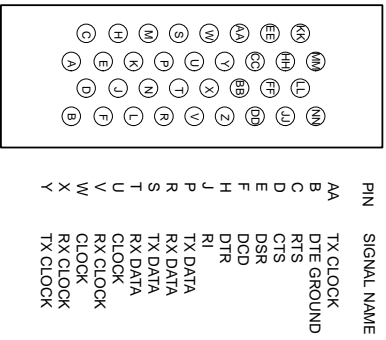 C H M S W AA EE KK
A E K P U Y CC HH MM
D J N T X BB FF LL
B F L R V Z DD JJ NN
PIN SIGNAL NAME
AA TX CLOCK
B DTE GROUND
C RTS
D CTS
E DSR
F DCD
H DTR
J RI
P TX DATA
R RX DATA
S TX DATA
T RX DATA
U CLOCK
V RX CLOCK
W CLOCK
X RX CLOCK
Y TX CLOCK